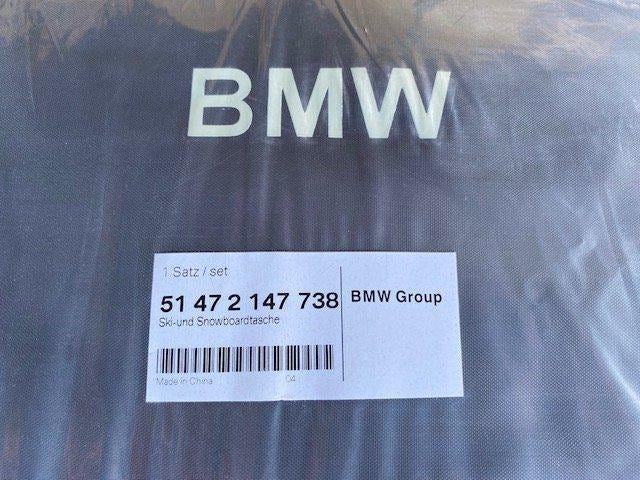 BMW
1 Satz / set
51 47 2 147 738
Ski-und Snowboardtasche
BMW Group
Made in China 04